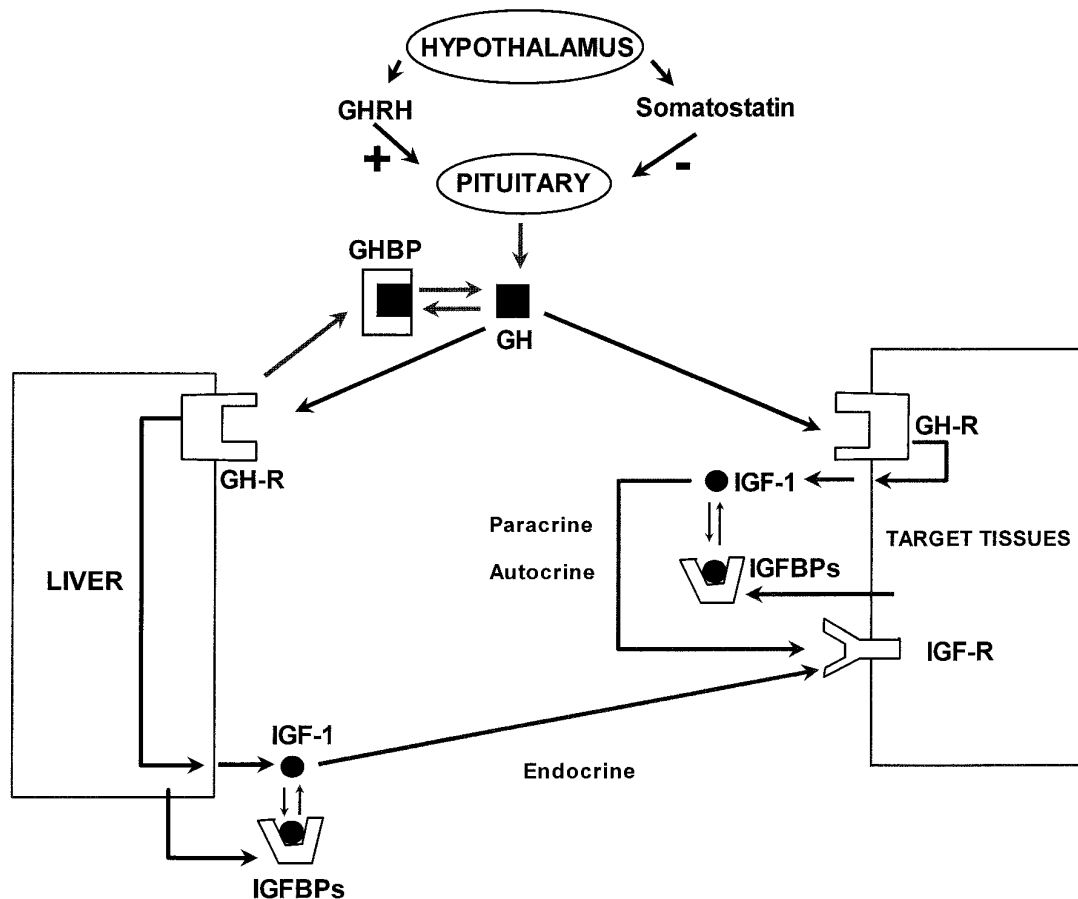 HYPOTHALAMUS
GHRH
Somatostatin
+
-
PITUITARY
GHBP
GH
GH-R
GH-R
IGF-1
Paracrine
TARGET TISSUES
Autocrine
IGFBPs
LIVER
IGF-R
IGF-1
Endocrine
IGFBPs